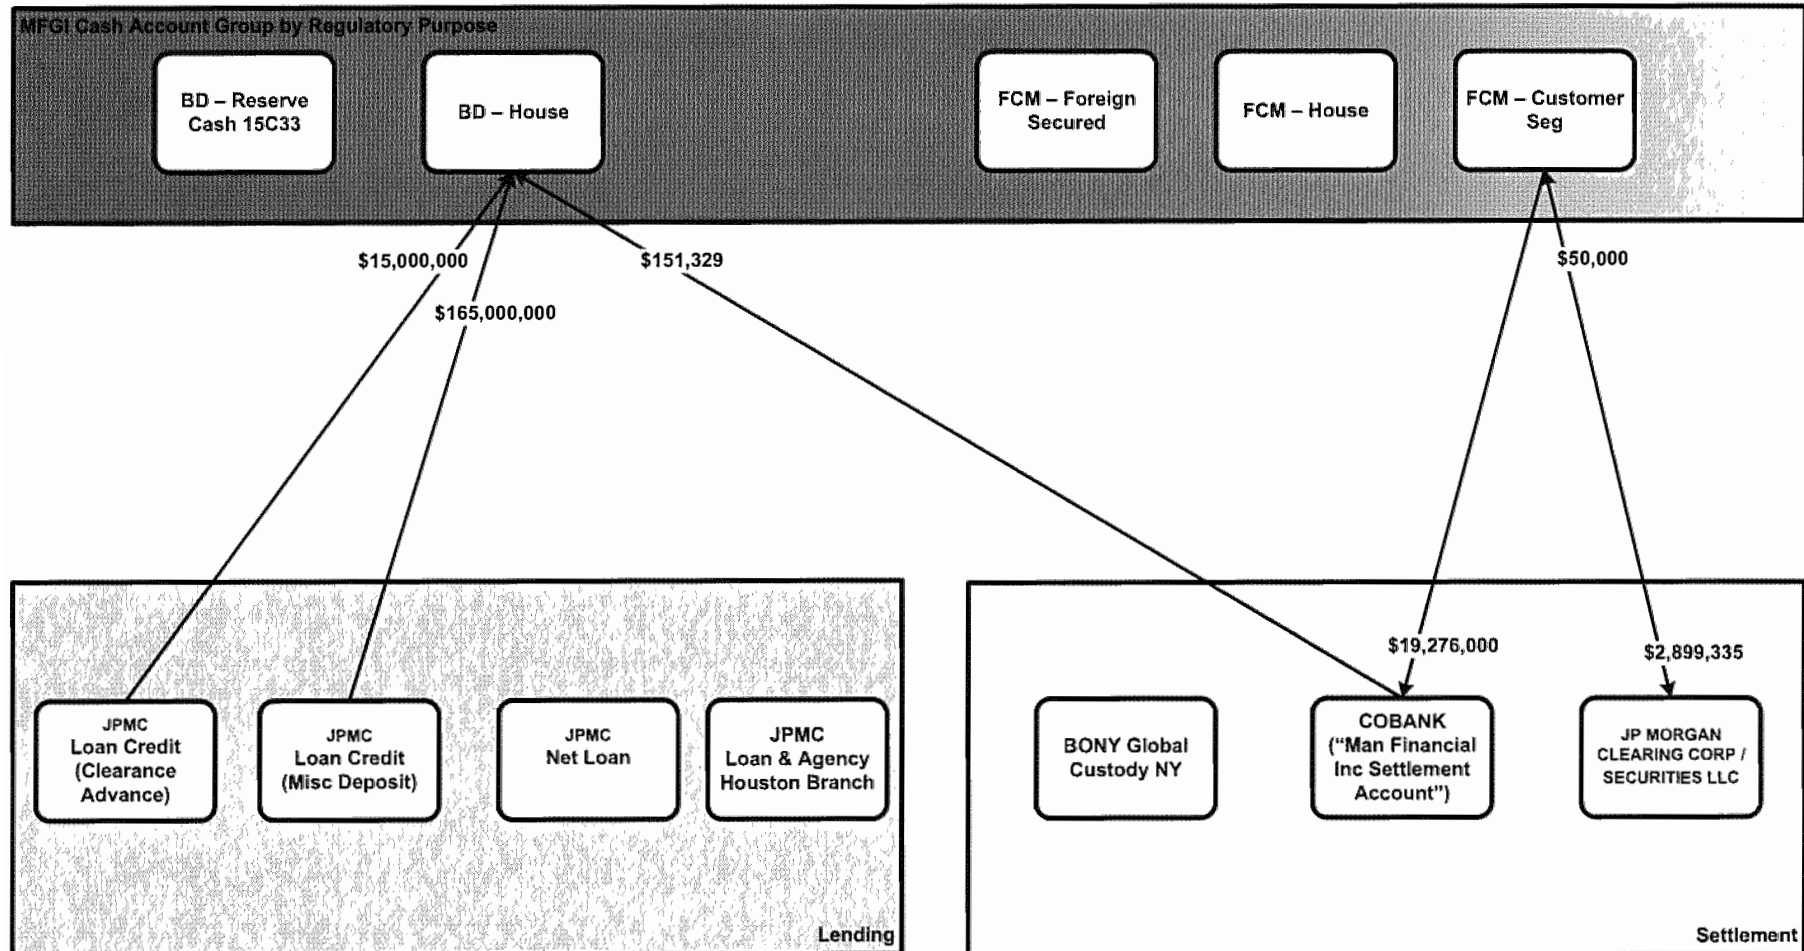 MFGI Cash Account Group by Regulatory Purpose
BD – Reserve
Cash 15C33
BD – House
FCM – Foreign
Secured
FCM – House
FCM – Customer
Seg
$15,000,000
$151,329
$50,000
$165,000,000
$19,276,000
$2,899,335
JPMC
Loan Credit
(Clearance
Advance)
JPMC
Loan Credit
(Misc Deposit)
JPMC
Net Loan
JPMC
Loan & Agency
Houston Branch
BONY Global
Custody NY
COBANK
(“Man Financial
Inc Settlement
Account”)
JP MORGAN
CLEARING CORP /
SECURITIES LLC
Lending
Settlement